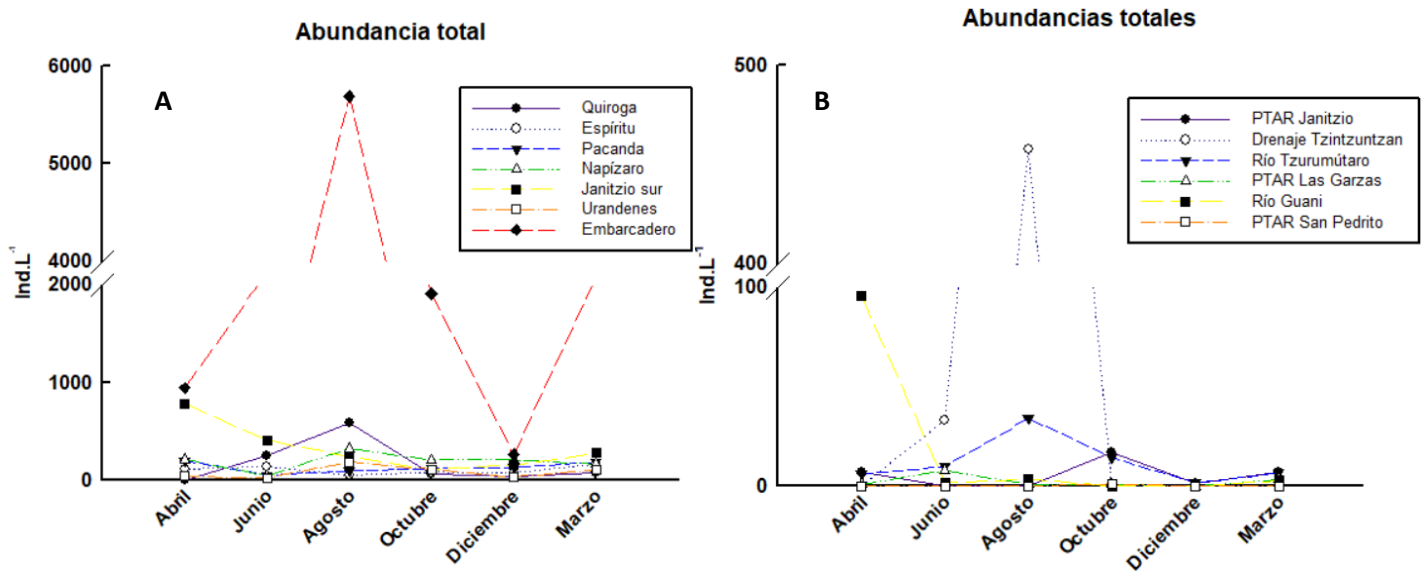 Abundancia total
6000
5000
4000
2000
1000
0
Ind.L-1
A
Quiroga
Espíritu
Pacanda
Napízaro
Janitzio sur
Urandenes
Embarcadero
Abril
Junio
Agosto
Octubre
Diciembre
Marzo
Abundancias totales
500
400
100
0
Ind.L-1
B
PTAR Janitzio
Drenaje Tzintzuntzan
Río Tzurumútaro
PTAR Las Garzas
Río Guani
PTAR San Pedrito
Abril
Junio
Agosto
Octubre
Diciembre
Marzo